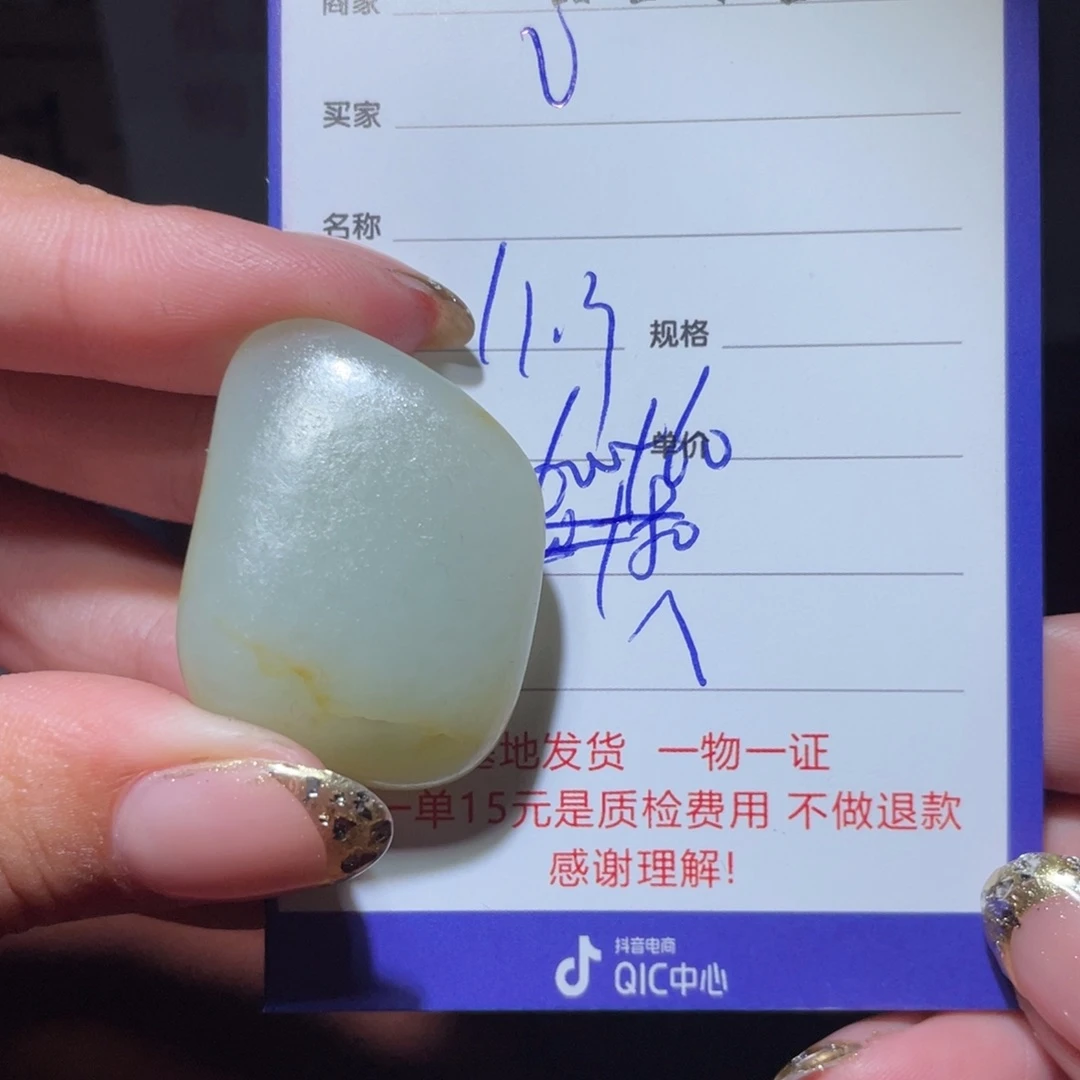 商家
买家
名称
11.3
规格
单价
地发货 一物一证
一单15元是质检费用 不做退款
感谢理解!
抖音电商
QIC中心